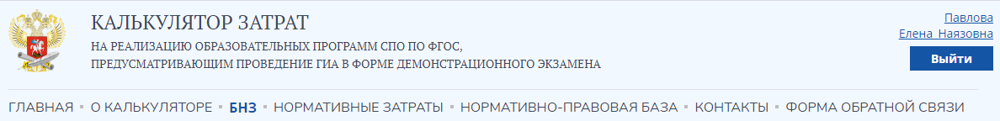 КАЛЬКУЛЯТОР ЗАТРАТ
НА РЕАЛИЗАЦИЮ ОБРАЗОВАТЕЛЬНЫХ ПРОГРАММ СПО ПО ФГОС,
ПРЕДУСМАТРИВАЮЩИМ ПРОВЕДЕНИЕ ГИА В ФОРМЕ ДЕМОНСТРАЦИОННОГО ЭКЗАМЕНА
Павлова
Елена Наязовна
Выйти
ГЛАВНАЯ ▪ О КАЛЬКУЛЯТОРЕ ▪ БНЗ ▪ НОРМАТИВНЫЕ ЗАТРАТЫ ▪ НОРМАТИВНО-ПРАВОВАЯ БАЗА ▪ КОНТАКТЫ ▪ ФОРМА ОБРАТНОЙ СВЯЗИ